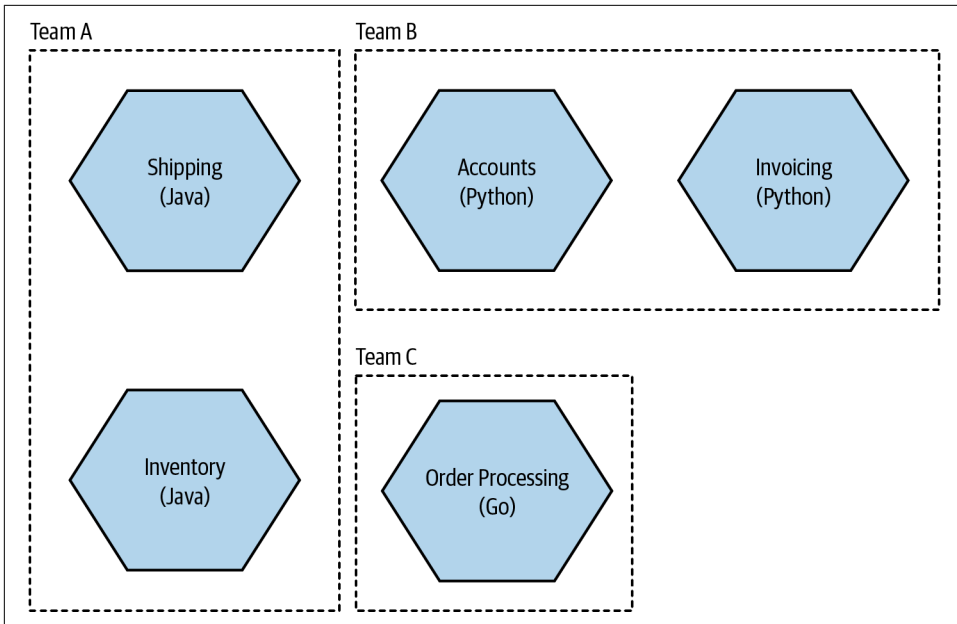 Team A
Shipping
(Java)
Inventory
(Java)
Team B
Accounts
(Python)
Invoicing
(Python)
Team C
Order Processing
(Go)